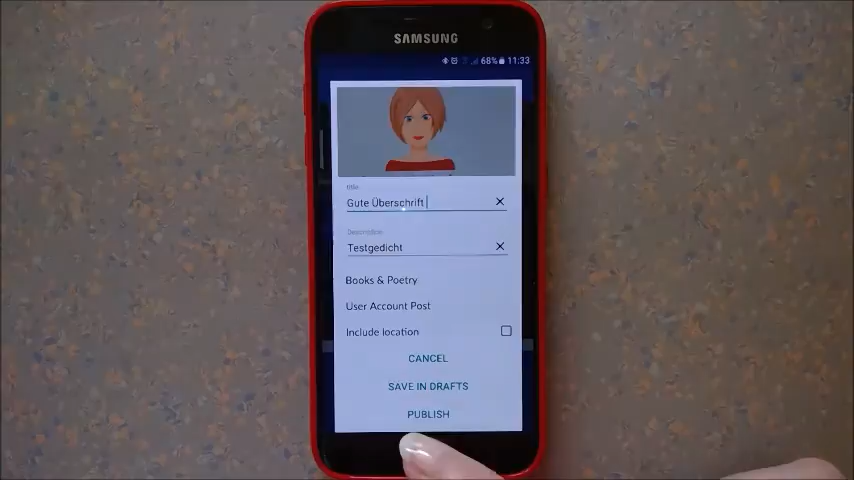 SAMSUNG
68% 11:33
title
Gute Überschrift
Description
Testgedicht
Books & Poetry
User Account Post
Include location
CANCEL
SAVE IN DRAFTS
PUBLISH